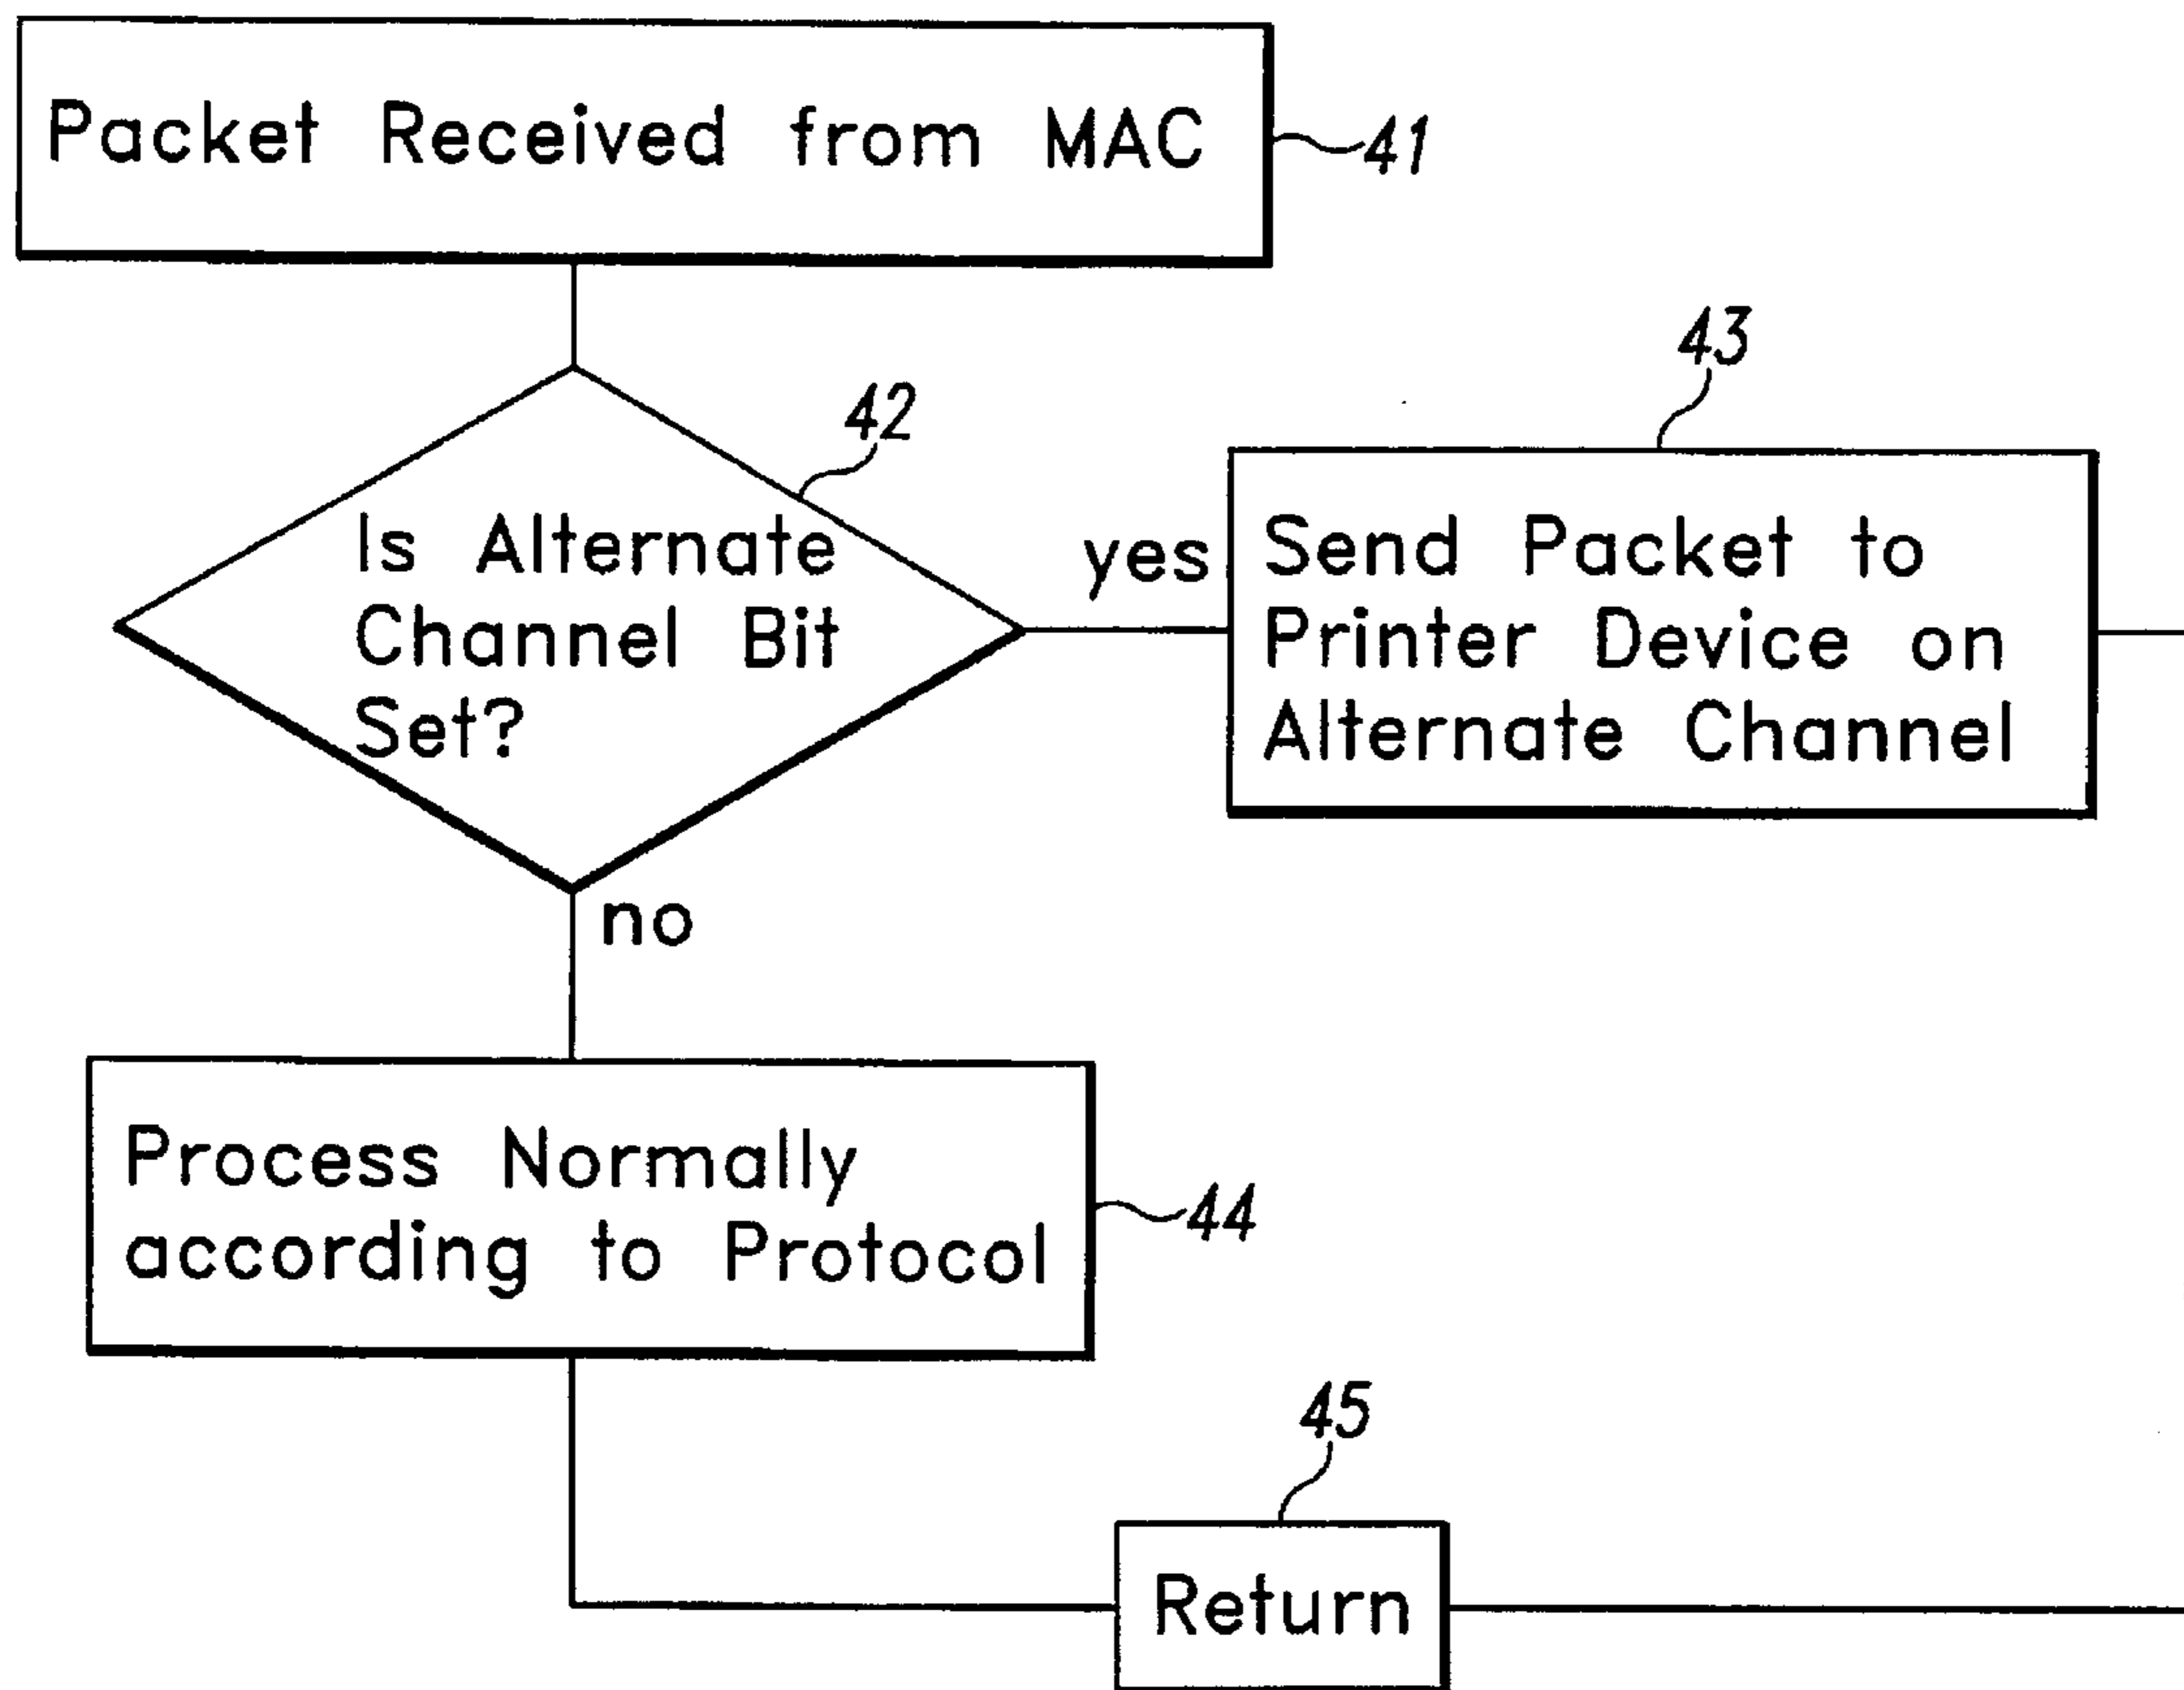 Packet Received from MAC
41
42
Is Alternate
Channel Bit
Set?
yes
43
Send Packet to
Printer Device on
Alternate Channel
no
Process Normally
according to Protocol
44
45
Return